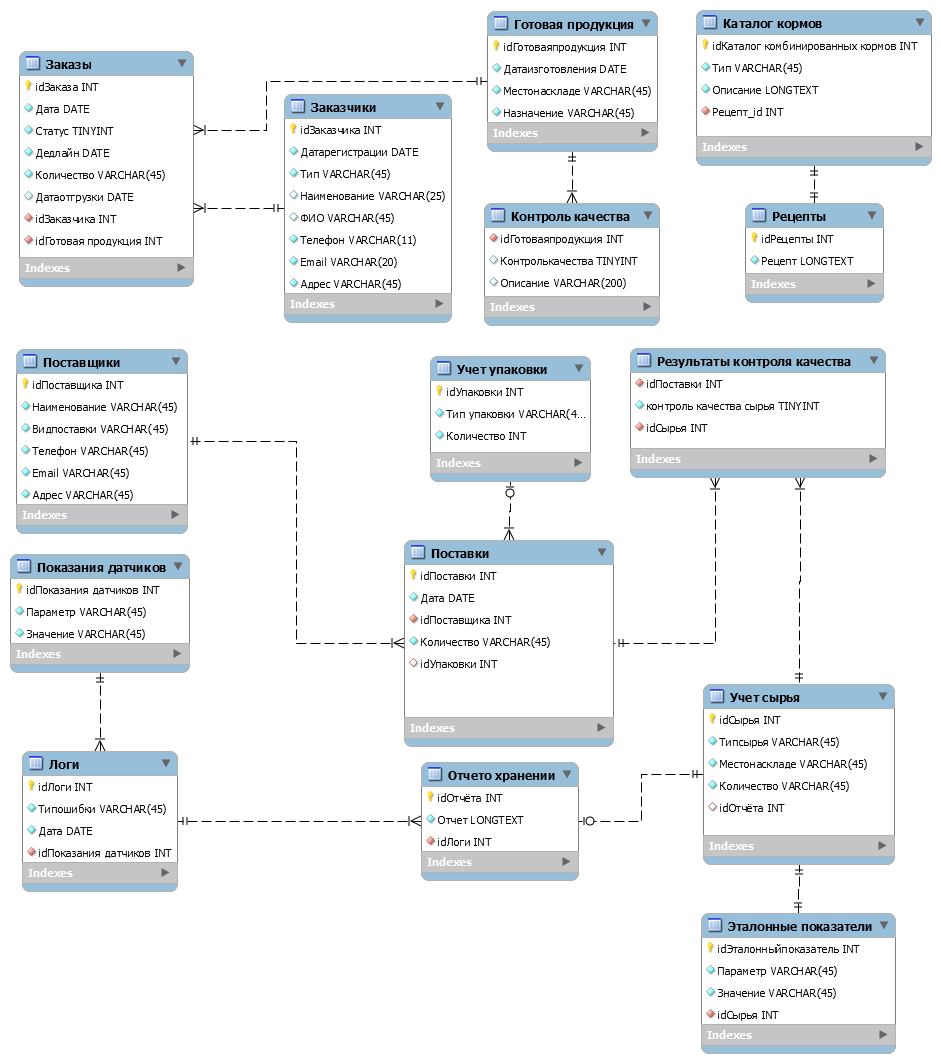 Заказы
idЗаказа INT
Дата DATE
Статус TINYINT
Дедлайн DATE
Количество VARCHAR(45)
Датаотгрузки DATE
idЗаказчика INT
idГотовая продукция INT
Indexes
Заказчики
idЗаказчика INT
Датарегистрации DATE
Тип VARCHAR(45)
Наименование VARCHAR(25)
ФИО VARCHAR(45)
Телефон VARCHAR(11)
Email VARCHAR(20)
Адрес VARCHAR(45)
Indexes
Готовая продукция
idГотоваяпродукция INT
Датаизготовления DATE
Местонаскладе VARCHAR(45)
Назначение VARCHAR(45)
Indexes
Каталог кормов
idКаталог комбинированных кормов INT
Тип VARCHAR(45)
Описание LONGTEXT
Рецепт_id INT
Indexes
Контроль качества
idГотоваяпродукция INT
Контролькачества TINYINT
Описание VARCHAR(200)
Indexes
Рецепты
idРецепты INT
Рецепт LONGTEXT
Indexes
Поставщики
idПоставщика INT
Наименование VARCHAR(45)
Видпоставки VARCHAR(45)
Телефон VARCHAR(45)
Email VARCHAR(45)
Адрес VARCHAR(45)
Indexes
Учет упаковки
idУпаковки INT
Тип упаковки VARCHAR(4...
Количество INT
Indexes
Результаты контроля качества
idПоставки INT
контроль качества сырья TINYINT
idСырья INT
Indexes
Показания датчиков
idПоказания датчиков INT
Параметр VARCHAR(45)
Значение VARCHAR(45)
Indexes
Поставки
idПоставки INT
Дата DATE
idПоставщика INT
Количество VARCHAR(45)
idУпаковки INT
Indexes
Учет сырья
idСырья INT
Типсырья VARCHAR(45)
Местонаскладе VARCHAR(45)
Количество VARCHAR(45)
idОтчёта INT
Indexes
Логи
idЛоги INT
Типошибки VARCHAR(45)
Дата DATE
idПоказания датчиков INT
Indexes
Отчето хранении
idОтчёта INT
Отчет LONGTEXT
idЛоги INT
Indexes
Эталонные показатели
idЭталонныйпоказатель INT
Параметр VARCHAR(45)
Значение VARCHAR(45)
idСырья INT
Indexes